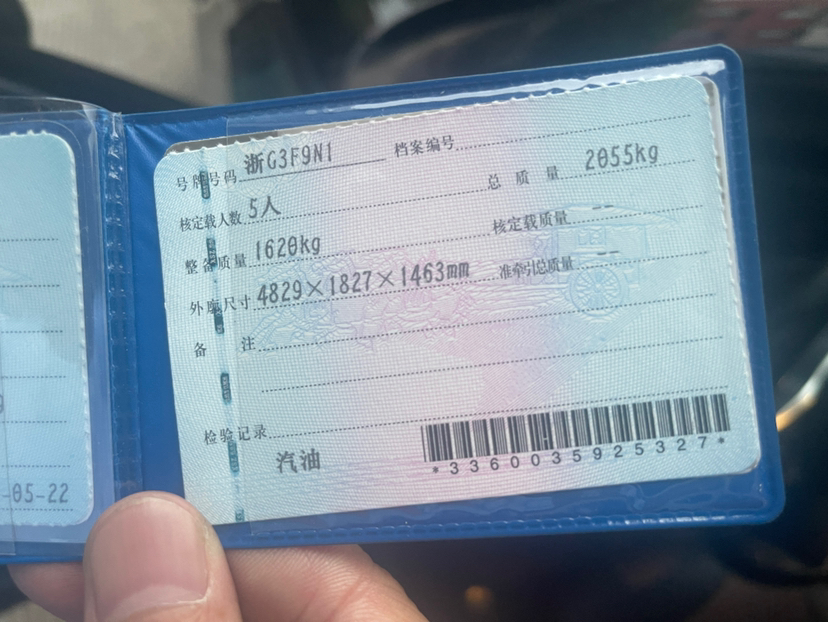 号牌号码 浙G3F9N1 档案编号
核定载人数 5人 总质量 2055kg
整备质量 1620kg 核定载质量 --
外廓尺寸 4829×1827×1463mm 准牵引总质量 --
备注
检验记录
汽油
*3360035925327*
-05-22